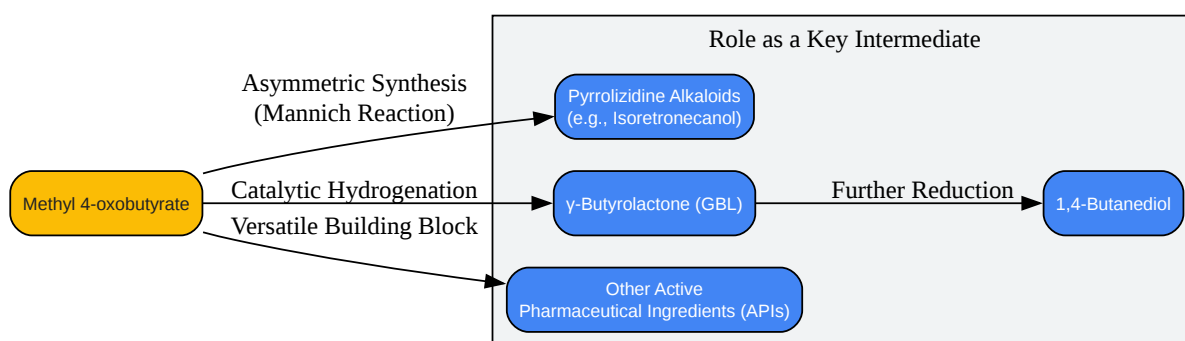 Role as a Key Intermediate
Asymmetric Synthesis
(Mannich Reaction)
Pyrrolizidine Alkaloids
(e.g., Isoretronecanol)
Methyl 4-oxobutyrate
Catalytic Hydrogenation
γ-Butyrolactone (GBL)
Further Reduction
1,4-Butanediol
Versatile Building Block
Other Active
Pharmaceutical Ingredients (APIs)